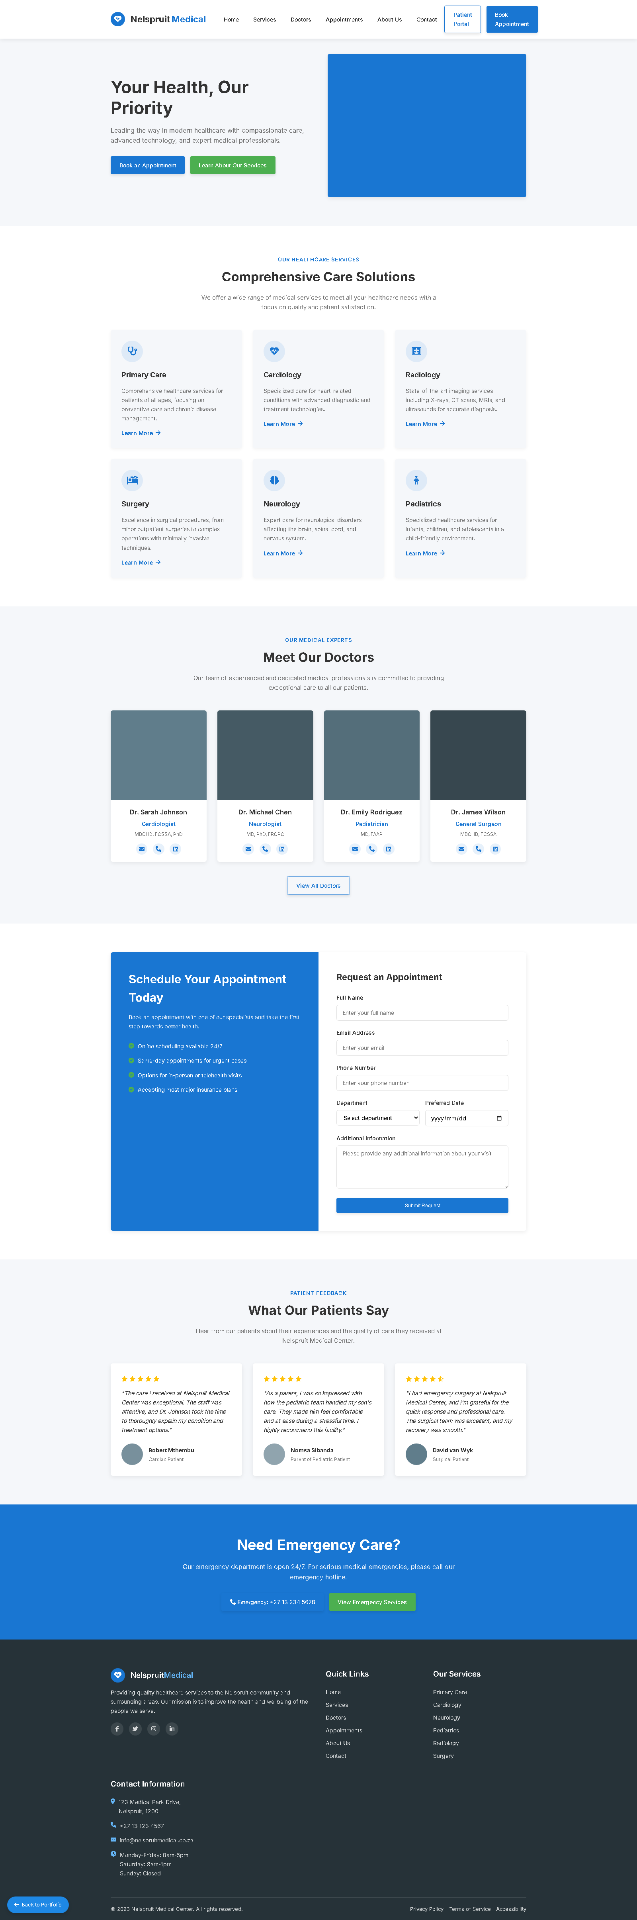 Nelspruit Medical
Home
Services
Doctors
Appointments
About Us
Contact
Patient
Portal
Book
Appointment
Your Health, Our
Priority
Leading the way in modern healthcare with compassionate care,
advanced technology, and expert medical professionals.
Book an Appointment
Learn About Our Services
OUR HEALTHCARE SERVICES
Comprehensive Care Solutions
We offer a wide range of medical services to meet all your healthcare needs with a
focus on quality and patient satisfaction.
Primary Care
Comprehensive healthcare services for
patients of all ages, focusing on
preventive care and chronic disease
management.
Learn More
Cardiology
Specialized care for heart-related
conditions with advanced diagnostic and
treatment technologies.
Learn More
Radiology
State-of-the-art imaging services
including X-rays, CT scans, MRIs, and
ultrasounds for accurate diagnosis.
Learn More
Surgery
Excellence in surgical procedures, from
minor outpatient surgeries to complex
operations with minimally invasive
techniques.
Learn More
Neurology
Expert care for neurological disorders
affecting the brain, spinal cord, and
nervous system.
Learn More
Pediatrics
Specialized healthcare services for
infants, children, and adolescents in a
child-friendly environment.
Learn More
OUR MEDICAL EXPERTS
Meet Our Doctors
Our team of experienced and dedicated medical professionals is committed to providing
exceptional care to all our patients.
Dr. Sarah Johnson
Cardiologist
Dr. Michael Chen
Neurologist
Dr. Emily Rodriguez
Pediatrician
MD, FAAP
Dr. James Wilson
General Surgeon
View All Doctors
Schedule Your Appointment
Today
Book an appointment with one of our specialists and take the first
step towards better health.
Online scheduling available 24/7
Same-day appointments for urgent cases
Options for in-person or telehealth visits
Accepting most major insurance plans
Request an Appointment
Full Name
Enter your full name
Email Address
Enter your email
Phone Number
Enter your phone number
Department
Preferred Date
Select department
yyyy/mm/dd
Additional Information
Please provide any additional information about your visit
Submit Request
PATIENT FEEDBACK
What Our Patients Say
Hear from our patients about their experiences and the quality of care they received at
Nelspruit Medical Center.
"The care I received at Nelspruit Medical
Center was exceptional. The staff was
attentive, and Dr. Johnson took the time
to thoroughly explain my condition and
treatment options."
Robert Mthembu
Cardiac Patient
"As a parent, I was so impressed with
how the pediatric team handled my son's
care. They made him feel comfortable
and at ease during a stressful time. I
highly recommend this facility."
Nomsa Sibanda
Parent of Pediatric Patient
"I had emergency surgery at Nelspruit
Medical Center, and I'm grateful for the
quick response and professional care.
The surgical team was excellent, and my
recovery was smooth."
David van Wyk
Surgical Patient
Need Emergency Care?
Our emergency department is open 24/7. For serious medical emergencies, please call our
emergency hotline.
Emergency: +27 13 234 5678
View Emergency Services
NelspruitMedical
Providing quality healthcare services to the Nelspruit community and
surrounding areas. Our mission is to improve the health and well-being of the
people we serve.
Quick Links
Home
Services
Doctors
Appointments
About Us
Contact
Our Services
Primary Care
Cardiology
Neurology
Pediatrics
Radiology
Surgery
Contact Information
123 Medical Park Drive,
Nelspruit, 1200
+27 13 123 4567
info@nelspruitmedical.co.za
Monday-Friday: 8am-6pm
Saturday: 9am-1pm
Sunday: Closed
Back to Portfolio
© 2023 Nelspruit Medical Center. All rights reserved.
Privacy Policy
Terms of Service
Accessibility